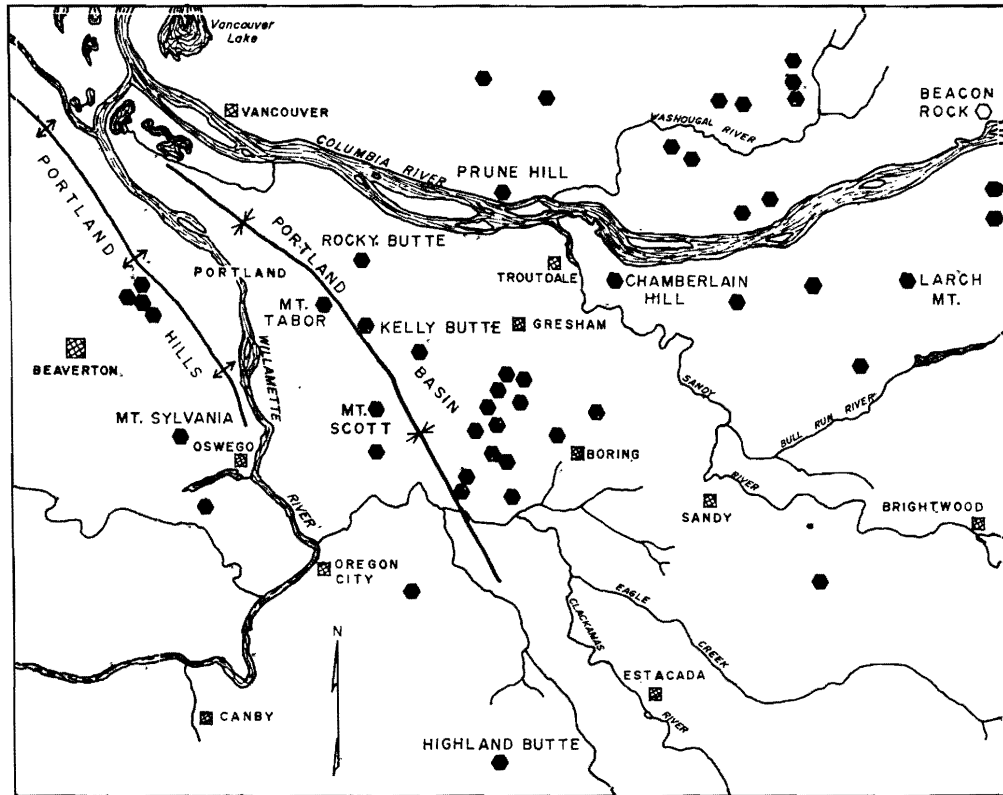 Vancouver
Lake
VANCOUVER
BEACON
ROCK
WASHOUGAL RIVER
COLUMBIA RIVER
PRUNE HILL
PORTLAND
HILLS
PORTLAND
BASIN
ROCKY BUTTE
PORTLAND
TROUTDALE
CHAMBERLAIN
HILL
LARCH
MT.
MT.
TABOR
KELLY BUTTE
GRESHAM
BEAVERTON
WILLAMETTE
RIVER
SANDY
RIVER
BULL RUN RIVER
MT. SYLVANIA
OSWEGO
MT.
SCOTT
BORING
SANDY
BRIGHTWOOD
OREGON
CITY
EAGLE
CREEK
CLACKAMAS
RIVER
N
ESTACADA
CANBY
HIGHLAND BUTTE